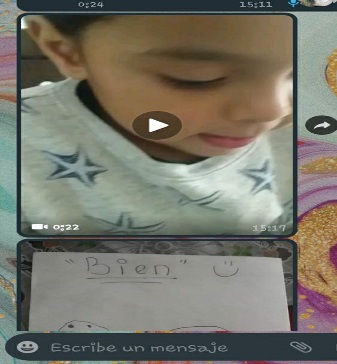 0:24 15:11
0:22 15:17
"Bien"
Escribe un mensaje